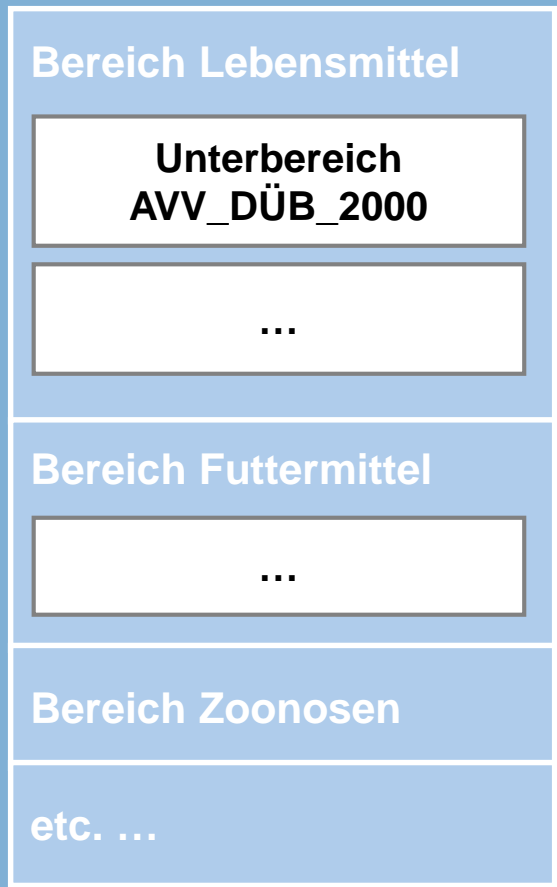 Bereich Lebensmittel
Unterbereich
AVV_DÜB_2000
…
Bereich Futtermittel
…
Bereich Zoonosen
etc. …